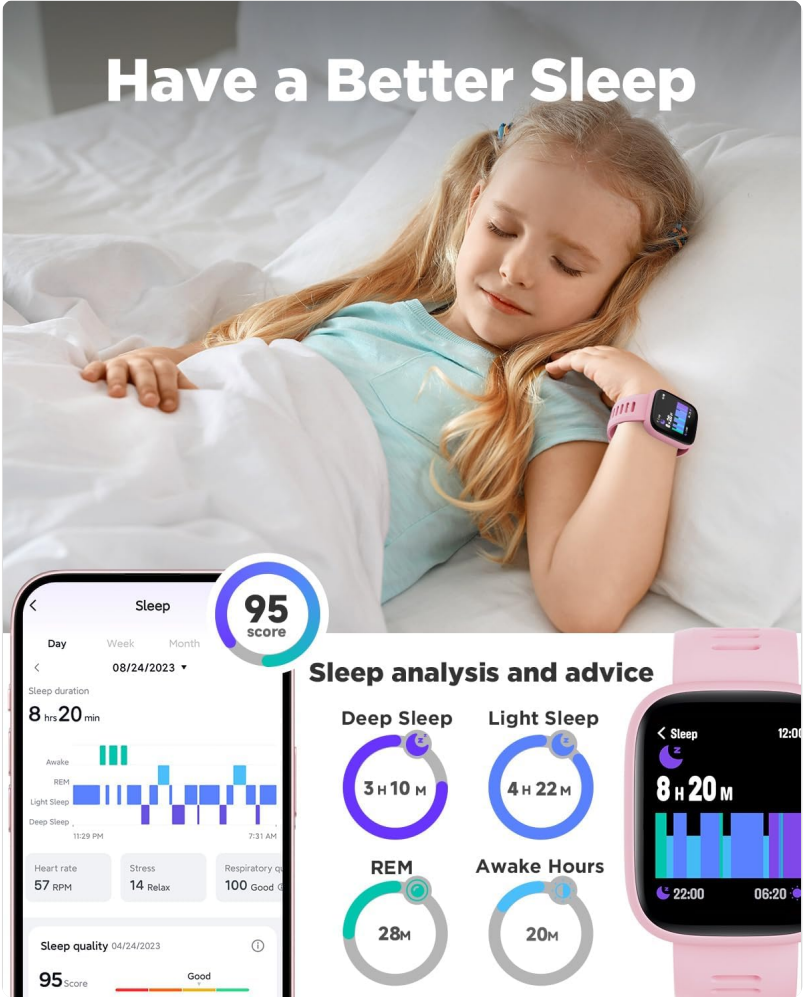 Have a Better Sleep
Sleep
95
score
Day Week Month
08/24/2023
Sleep duration
8 hrs 20 min
Awake
REM
Light Sleep
Deep Sleep
11:29 PM 7:31 AM
Heart rate
57 RPM
Stress
14 Relax
Respiratory qu
100 Good
Sleep quality 04/24/2023
95 Score
Good
Sleep analysis and advice
Deep Sleep
3 H 10 M
Light Sleep
4 H 22 M
REM
28M
Awake Hours
20M
Sleep 12:00
8 H 20 M
22:00 06:20